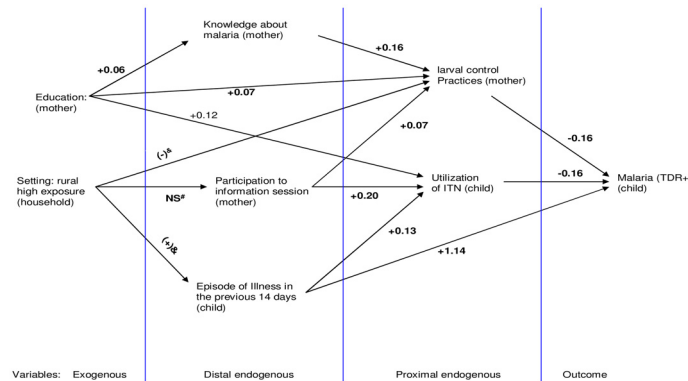 Knowledge about
malaria (mother)
+0.16
+0.06
larval control
Practices (mother)
Education:
(mother)
+0.07
+0.12
+0.07
-0.16
(-)&
Setting: rural
high exposure
(household)
Participation to
information session
(mother)
NS#
+0.20
Utilization
of ITN (child)
-0.16
Malaria (TDR+
(child)
(+)&
+0.13
+1.14
Episode of Illness in
the previous 14 days
(child)
Variables: Exogenous Distal endogenous Proximal endogenous Outcome